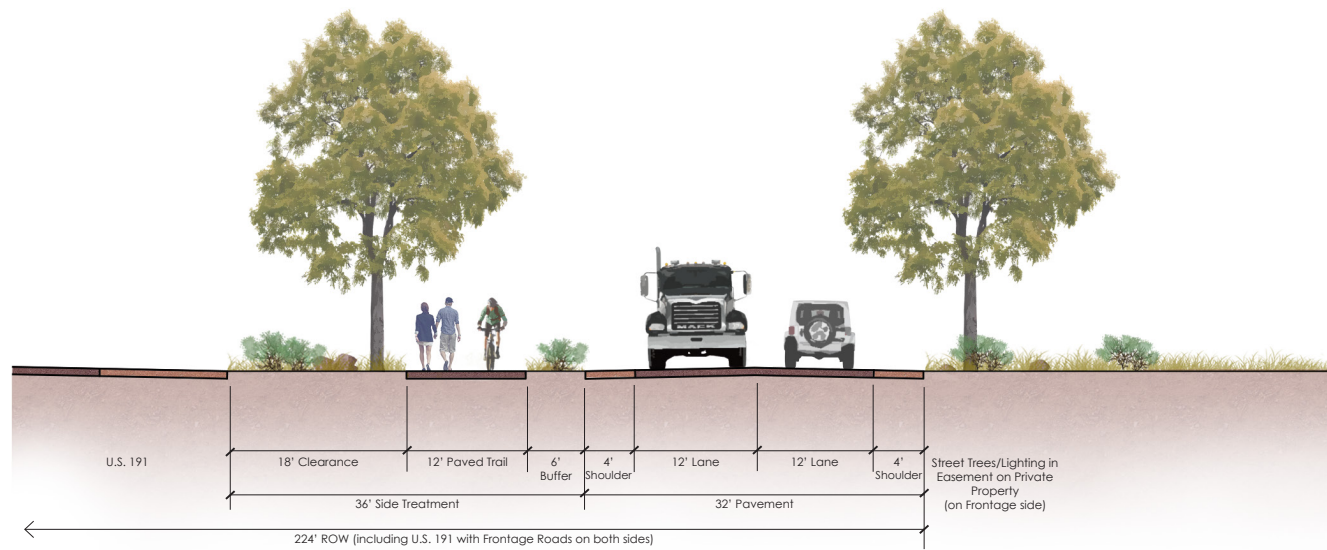 MACK
U.S. 191
18' Clearance
12' Paved Trail
6'
Buffer
4'
Shoulder
12' Lane
12' Lane
4'
Shoulder
Street Trees/Lighting in
Easement on Private
Property
(on Frontage side)
36' Side Treatment
32' Pavement
224' ROW (including U.S. 191 with Frontage Roads on both sides)